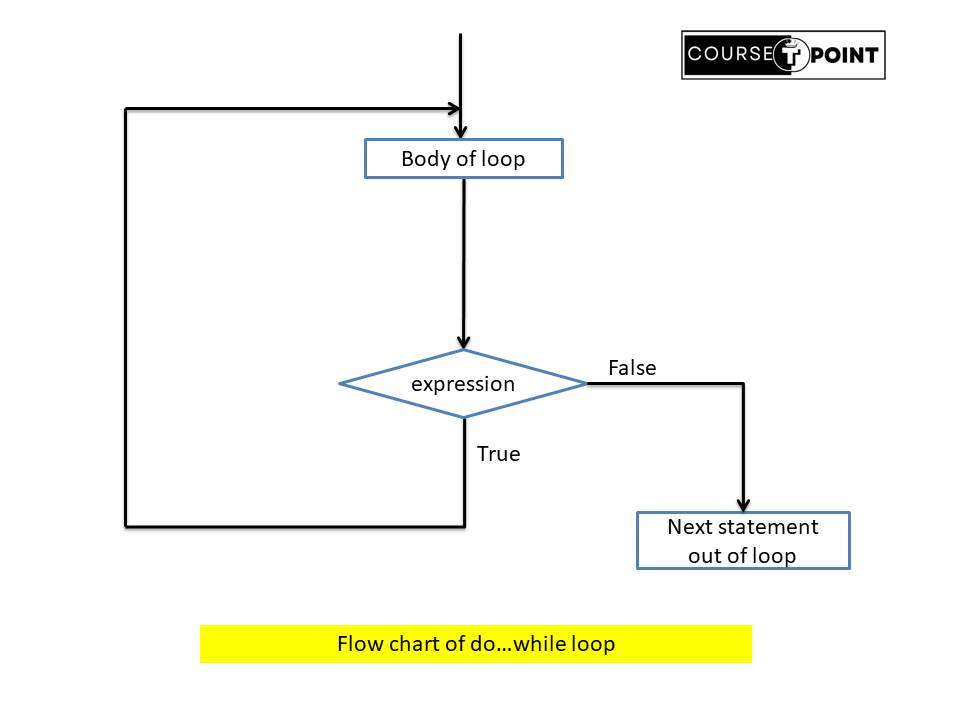 COURSE T POINT
Body of loop
expression
False
True
Next statement
out of loop
Flow chart of do...while loop